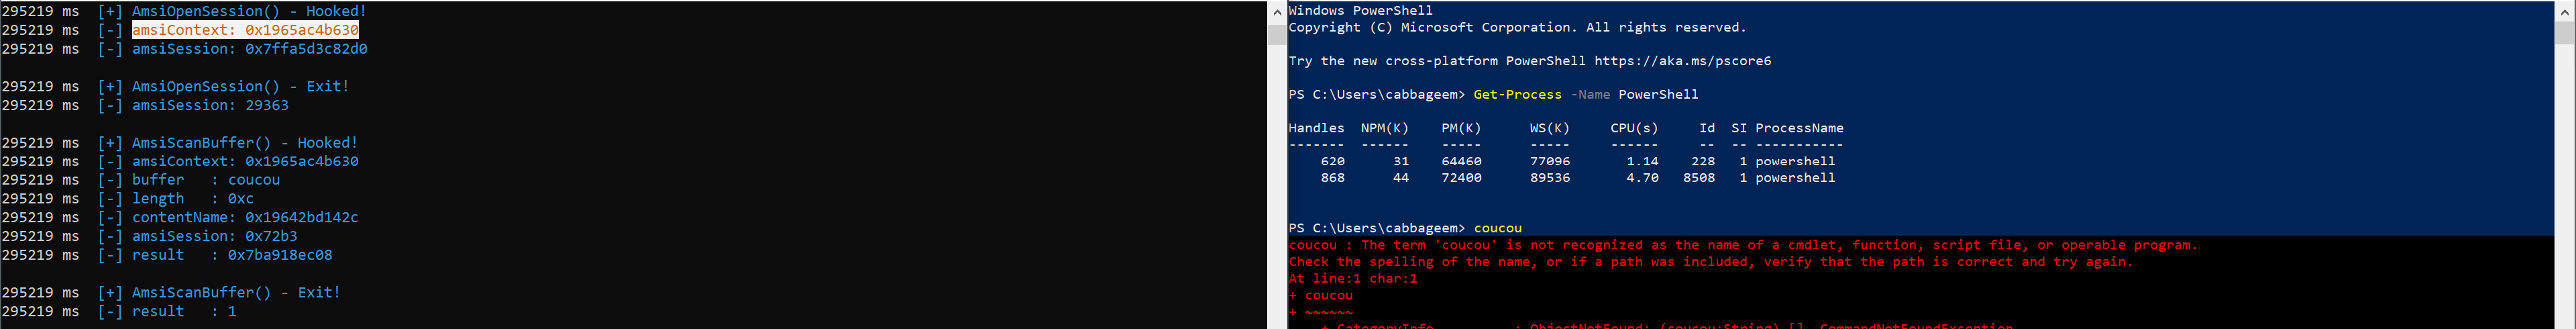 295219 ms  [+] AmsiOpenSession() - Hooked!
295219 ms  [-] amsiContext: 0x1965ac4b630
295219 ms  [-] amsiSession: 0x7ffa5d3c82d0
295219 ms  [+] AmsiOpenSession() - Exit!
295219 ms  [-] amsiSession: 29363
295219 ms  [+] AmsiScanBuffer() - Hooked!
295219 ms  [-] amsiContext: 0x1965ac4b630
295219 ms  [-] buffer   : coucou
295219 ms  [-] length   : 0xc
295219 ms  [-] contentName: 0x19642bd142c
295219 ms  [-] amsiSession: 0x72b3
295219 ms  [-] result   : 0x7ba918ec08
295219 ms  [+] AmsiScanBuffer() - Exit!
295219 ms  [-] result   : 1
Windows PowerShell
Copyright (C) Microsoft Corporation. All rights reserved.
Try the new cross-platform PowerShell https://aka.ms/pscore6
PS C:\Users\cabbageem> Get-Process -Name PowerShell
Handles  NPM(K)    PM(K)      WS(K)     CPU(s)     Id  SI ProcessName
-------  ------    -----      -----     ------     --  -- -----------
    620      31    64460      77096       1.14    228   1 powershell
    868      44    72400      89536       4.70   8508   1 powershell
PS C:\Users\cabbageem> coucou
coucou : The term 'coucou' is not recognized as the name of a cmdlet, function, script file, or operable program.
Check the spelling of the name, or if a path was included, verify that the path is correct and try again.
At line:1 char:1
+ coucou
+ ~~~~~~
    + CategoryInfo          : ObjectNotFound: (coucou:String) [], CommandNotFoundException